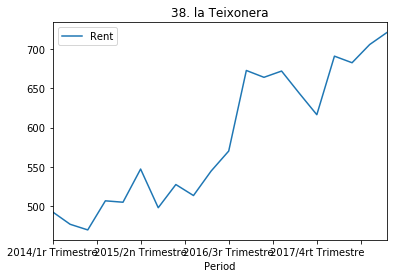 38. la Teixonera
Rent
700
650
600
550
500
2014/1r Trimestre 2015/2n Trimestre 2016/3r Trimestre 2017/4rt Trimestre
Period